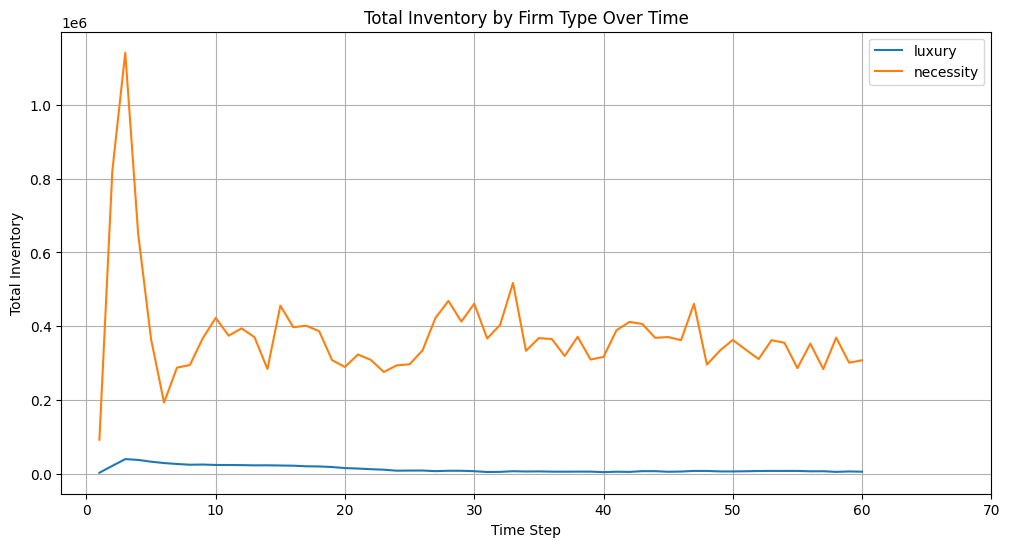 Total Inventory by Firm Type Over Time
1e6
luxury
necessity
1.0
0.8
0.6
0.4
0.2
0.0
Total Inventory
0 10 20 30 40 50 60 70
Time Step